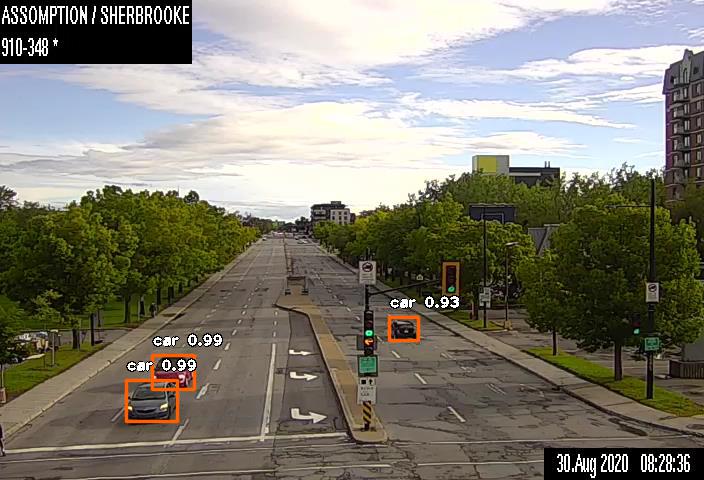 ASSOMPTION / SHERBROOKE
910-348 *
car 0.93
car 0.99
car 0.99
30.Aug 2020 08:28:36